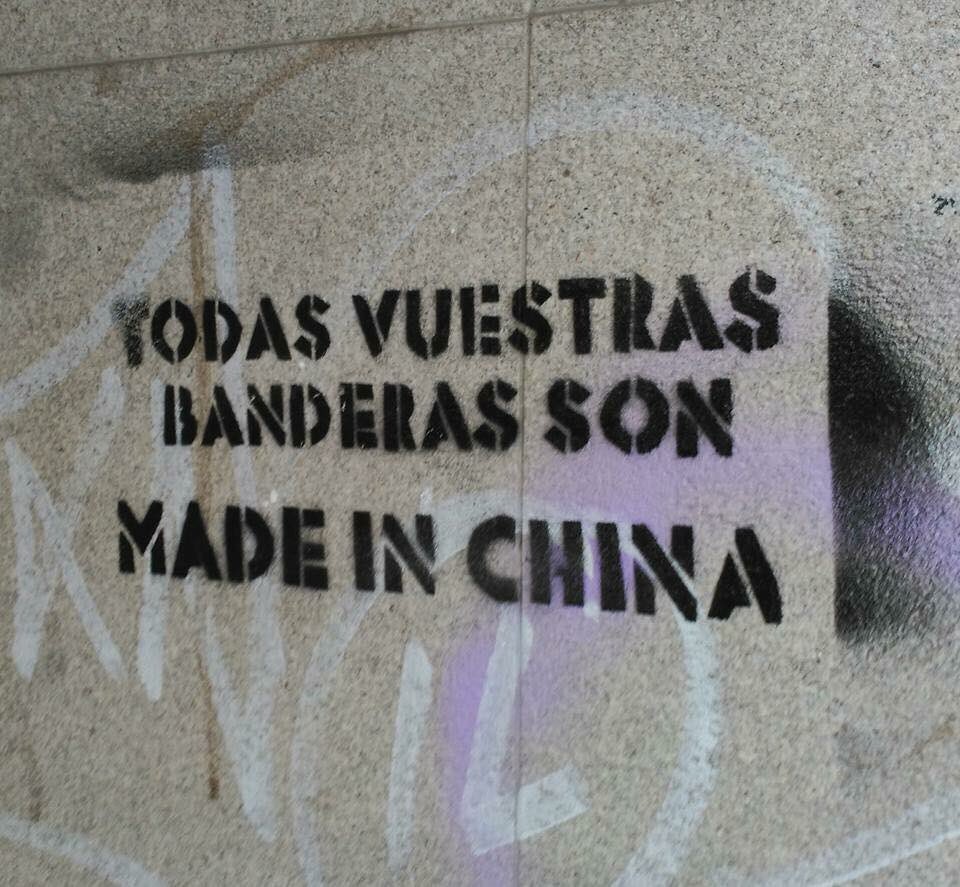 TODAS VUESTRAS
BANDERAS SON
MADE IN CHINA